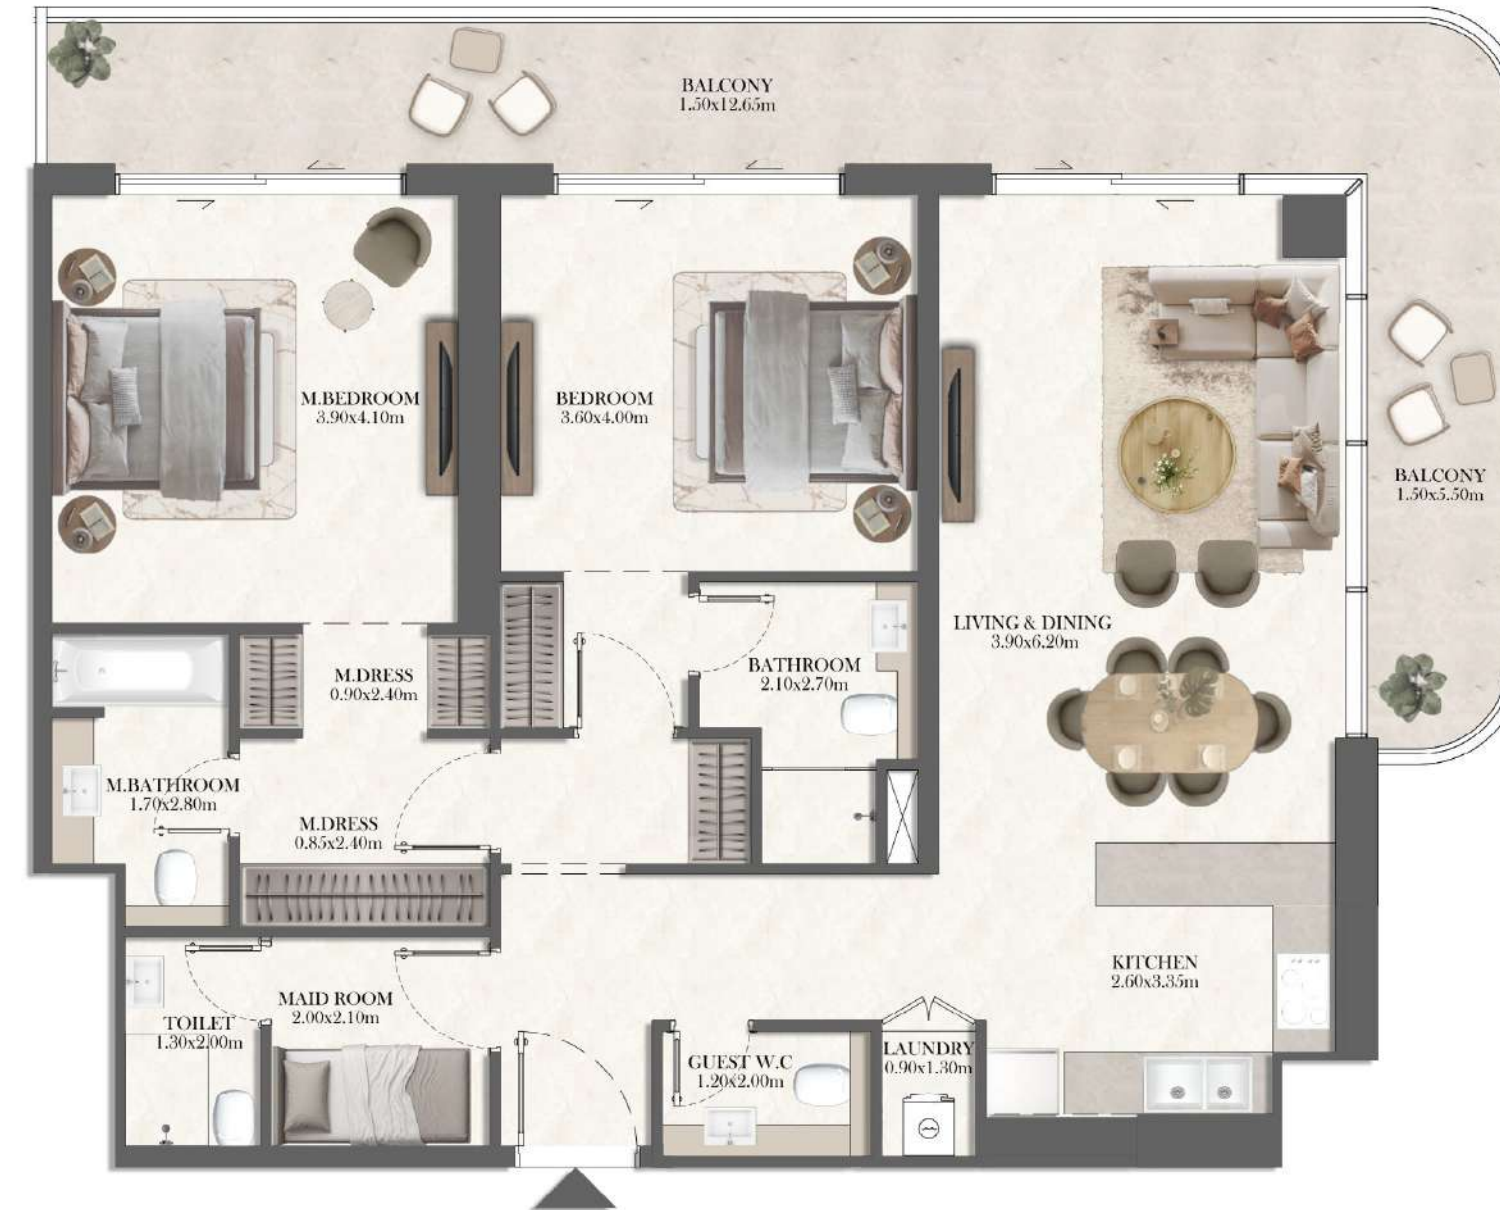 BALCONY
1.50x12.65m
M.BEDROOM
3.90x4.10m
BEDROOM
3.60x4.00m
BALCONY
1.50x5.50m
LIVING & DINING
3.90x6.20m
M.DRESS
0.90x2.40m
BATHROOM
2.10x2.70m
M.BATHROOM
1.70x2.80m
M.DRESS
0.85x2.40m
KITCHEN
2.60x3.35m
MAID ROOM
2.00x2.10m
TOILET
1.30x2.00m
GUEST W.C
1.20x2.00m
LAUNDRY
0.90x1.30m